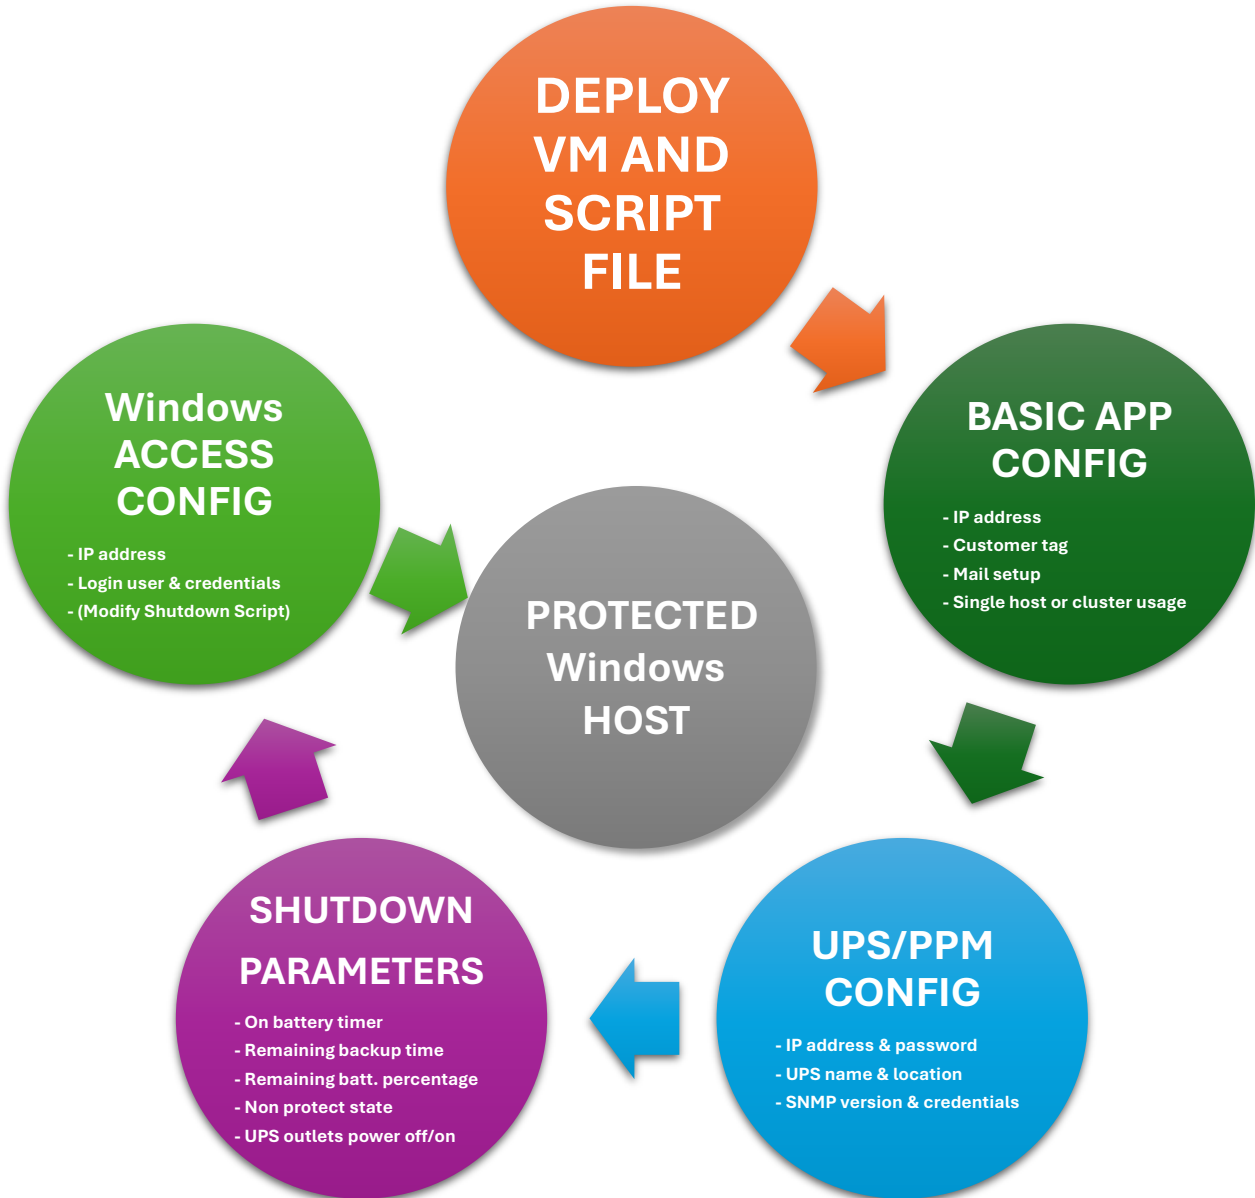 DEPLOY
VM AND
SCRIPT
FILE
BASIC APP
CONFIG
- IP address
- Customer tag
- Mail setup
- Single host or cluster usage
UPS/PPM
CONFIG
- IP address & password
- UPS name & location
- SNMP version & credentials
SHUTDOWN
PARAMETERS
- On battery timer
- Remaining backup time
- Remaining batt. percentage
- Non protect state
- UPS outlets power off/on
Windows
ACCESS
CONFIG
- IP address
- Login user & credentials
- (Modify Shutdown Script)
PROTECTED
Windows
HOST